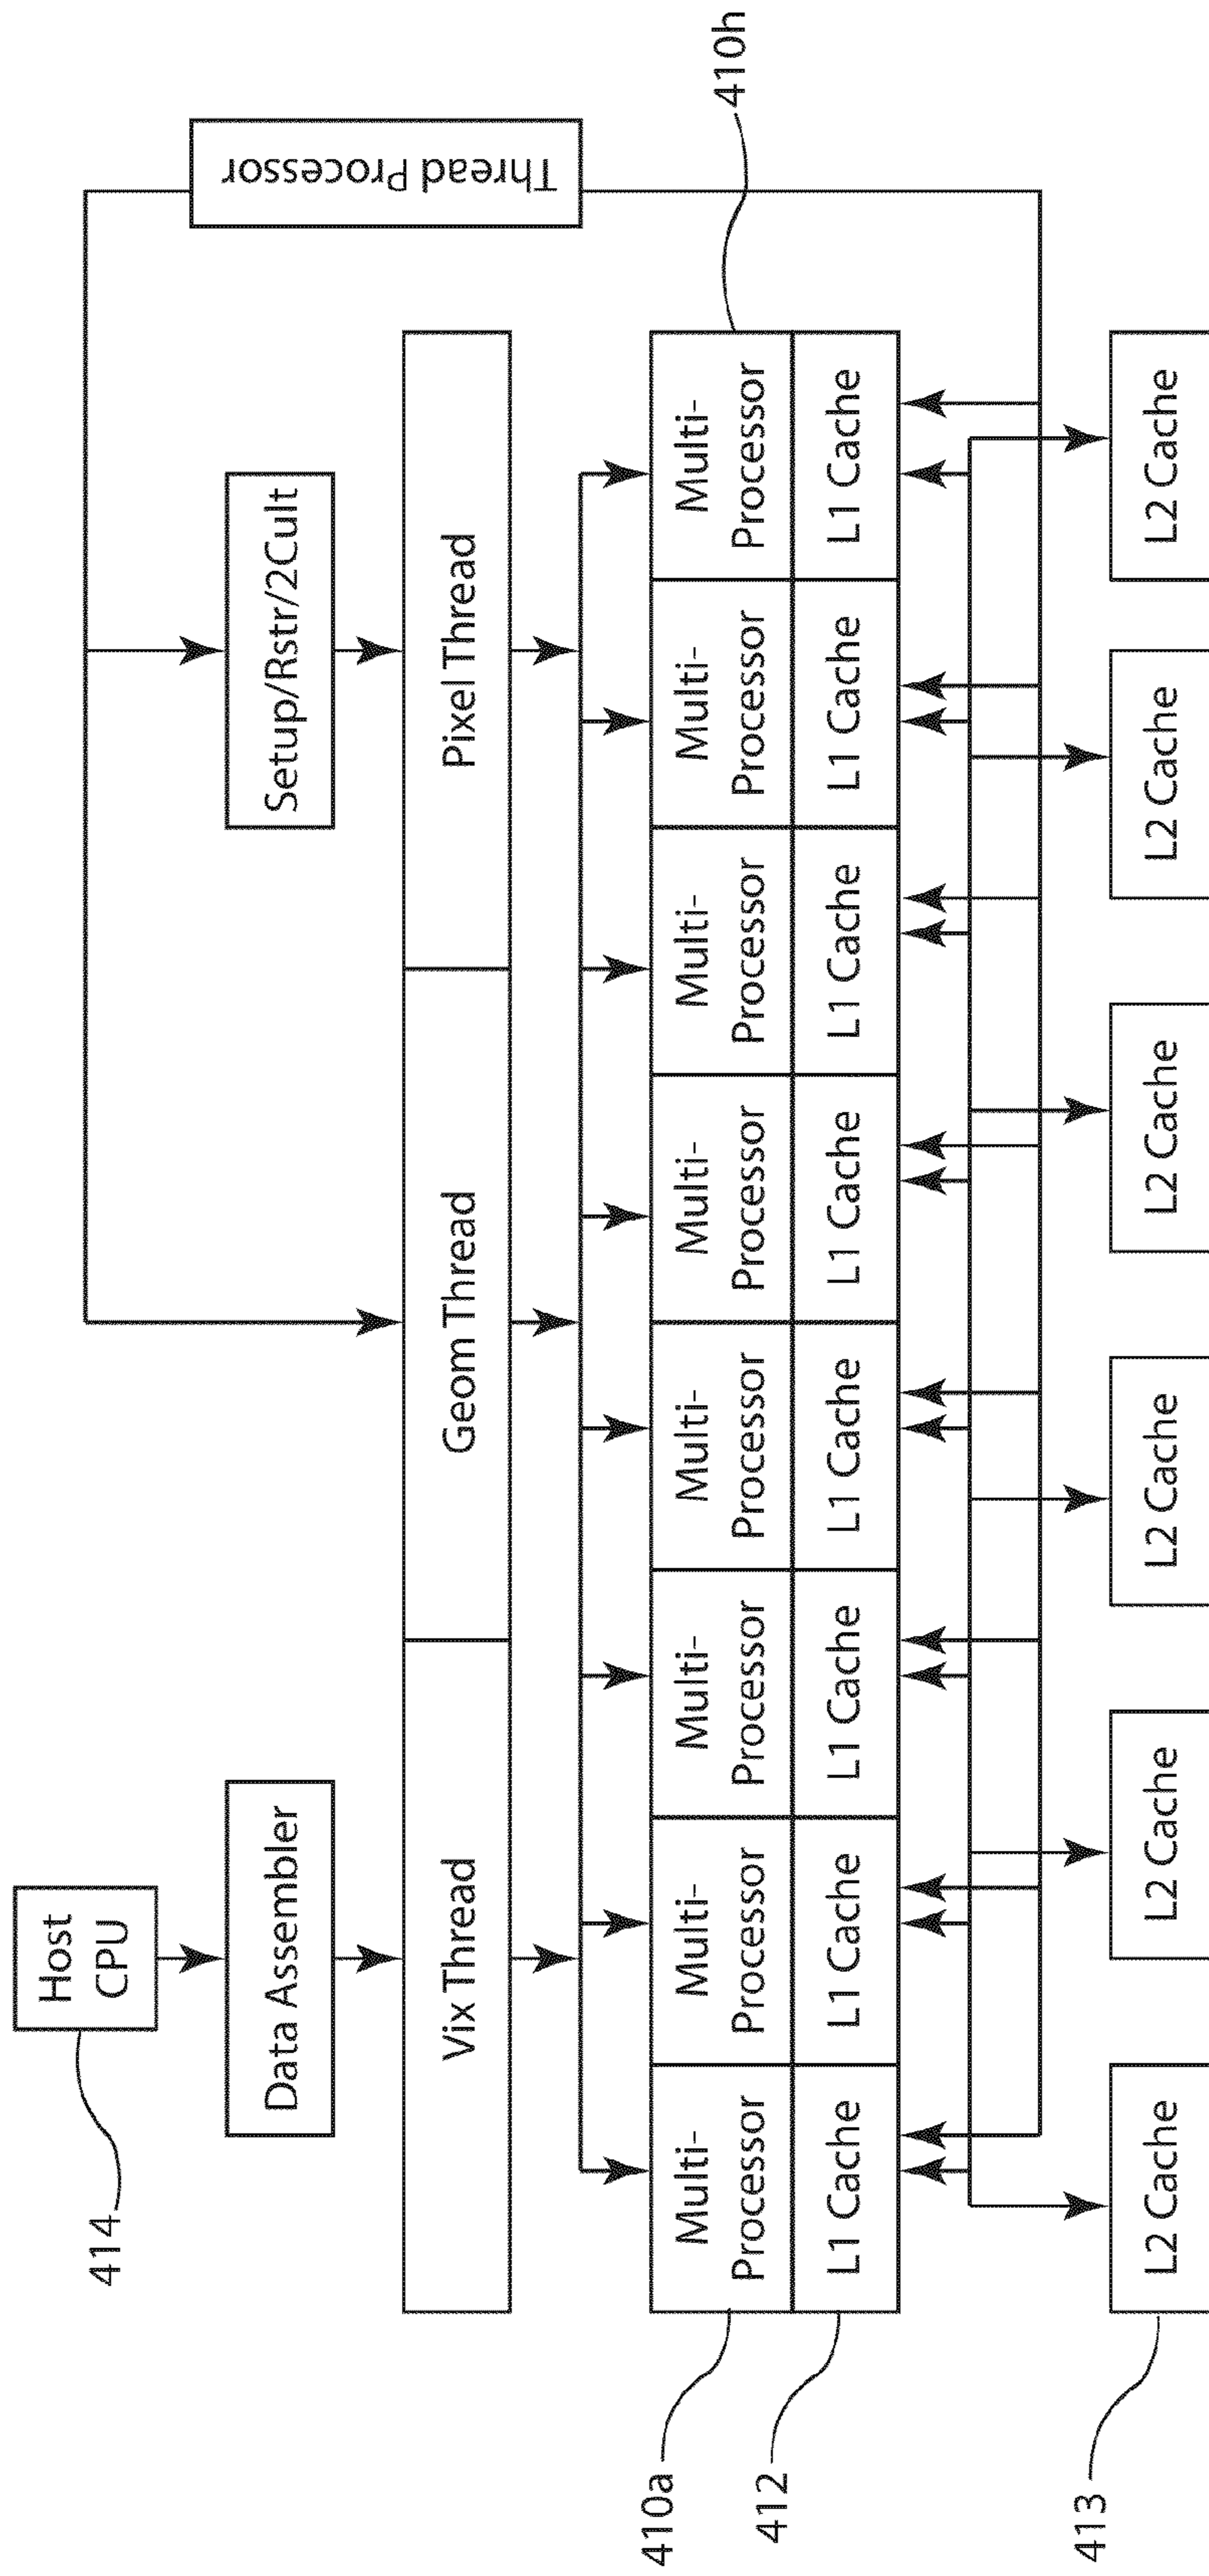 414
Host
CPU
Data Assembler
Setup/Rstr/2Cult
Thread Processor
Vix Thread
Geom Thread
Pixel Thread
410a
410h
Multi-
Processor
Multi-
Processor
Multi-
Processor
Multi-
Processor
Multi-
Processor
Multi-
Processor
Multi-
Processor
Multi-
Processor
412
L1 Cache
L1 Cache
L1 Cache
L1 Cache
L1 Cache
L1 Cache
L1 Cache
L1 Cache
413
L2 Cache
L2 Cache
L2 Cache
L2 Cache
L2 Cache
L2 Cache